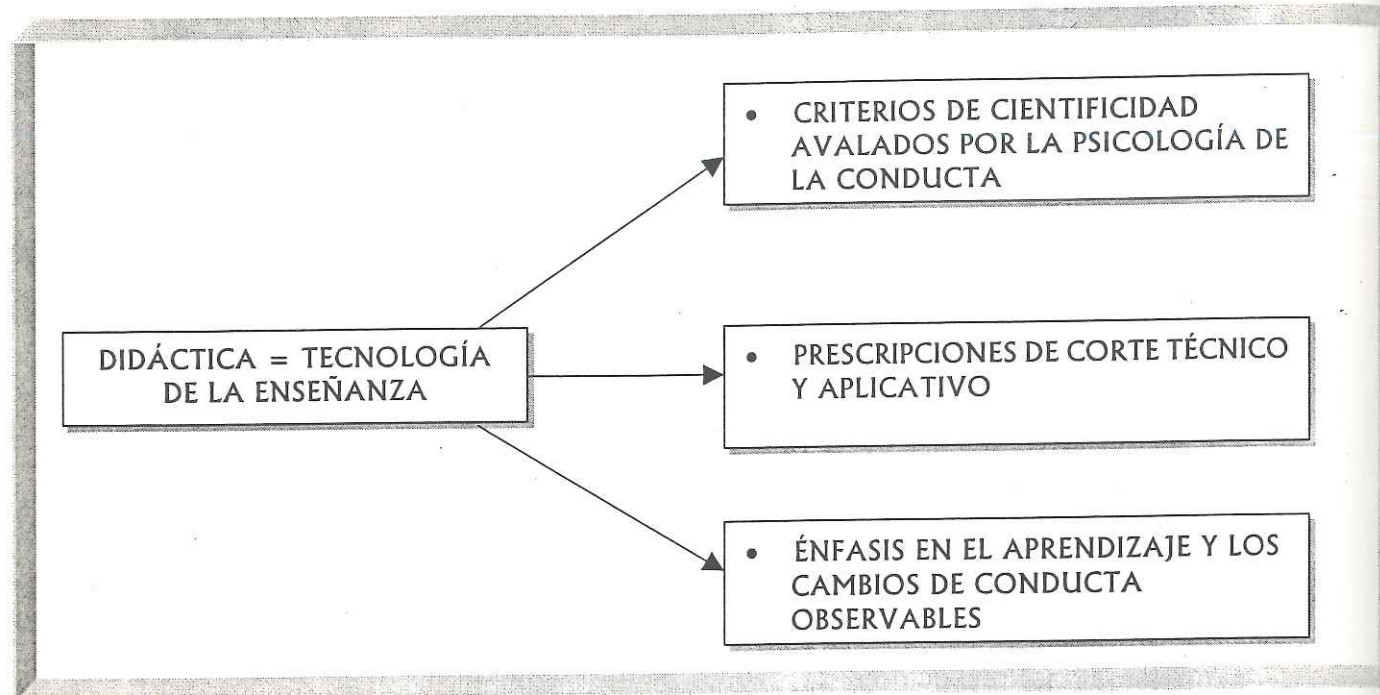 • CRITERIOS DE CIENTIFICIDAD
AVALADOS POR LA PSICOLOGÍA DE
LA CONDUCTA
DIDÁCTICA = TECNOLOGÍA
DE LA ENSEÑANZA
• PRESCRIPCIONES DE CORTE TÉCNICO
Y APLICATIVO
• ÉNFASIS EN EL APRENDIZAJE Y LOS
CAMBIOS DE CONDUCTA
OBSERVABLES